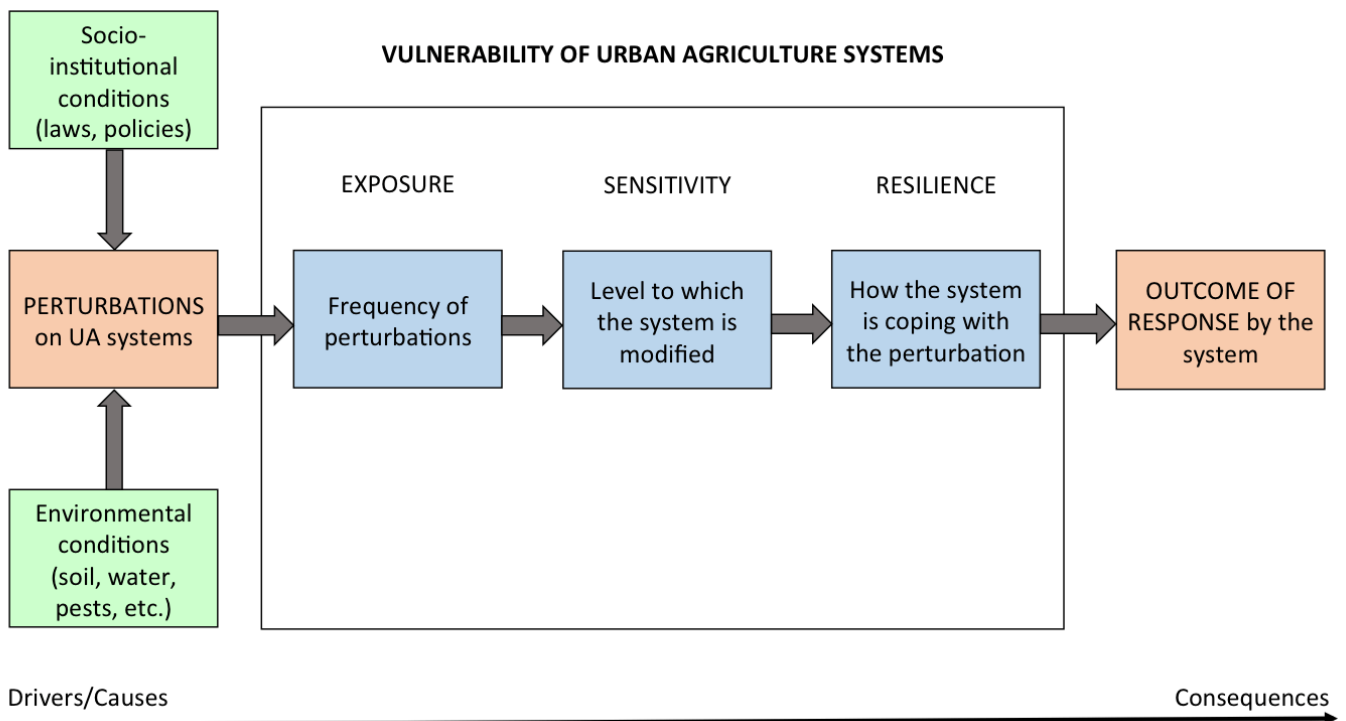 Socio-
institutional
conditions
(laws, policies)
VULNERABILITY OF URBAN AGRICULTURE SYSTEMS
EXPOSURE
SENSITIVITY
RESILIENCE
PERTURBATIONS
on UA systems
Frequency of
perturbations
Level to which
the system is
modified
How the system
is coping with
the perturbation
OUTCOME OF
RESPONSE by the
system
Environmental
conditions
(soil, water,
pests, etc.)
Drivers/Causes
Consequences